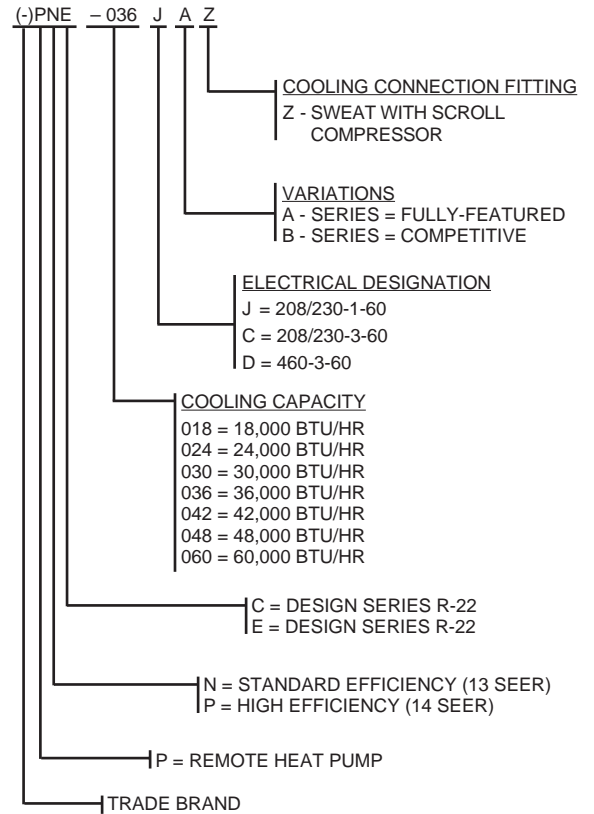 (-)PNE – 036 J A Z
COOLING CONNECTION FITTING
Z - SWEAT WITH SCROLL
COMPRESSOR
VARIATIONS
A - SERIES = FULLY-FEATURED
B - SERIES = COMPETITIVE
ELECTRICAL DESIGNATION
J = 208/230-1-60
C = 208/230-3-60
D = 460-3-60
COOLING CAPACITY
018 = 18,000 BTU/HR
024 = 24,000 BTU/HR
030 = 30,000 BTU/HR
036 = 36,000 BTU/HR
042 = 42,000 BTU/HR
048 = 48,000 BTU/HR
060 = 60,000 BTU/HR
C = DESIGN SERIES R-22
E = DESIGN SERIES R-22
N = STANDARD EFFICIENCY (13 SEER)
P = HIGH EFFICIENCY (14 SEER)
P = REMOTE HEAT PUMP
TRADE BRAND